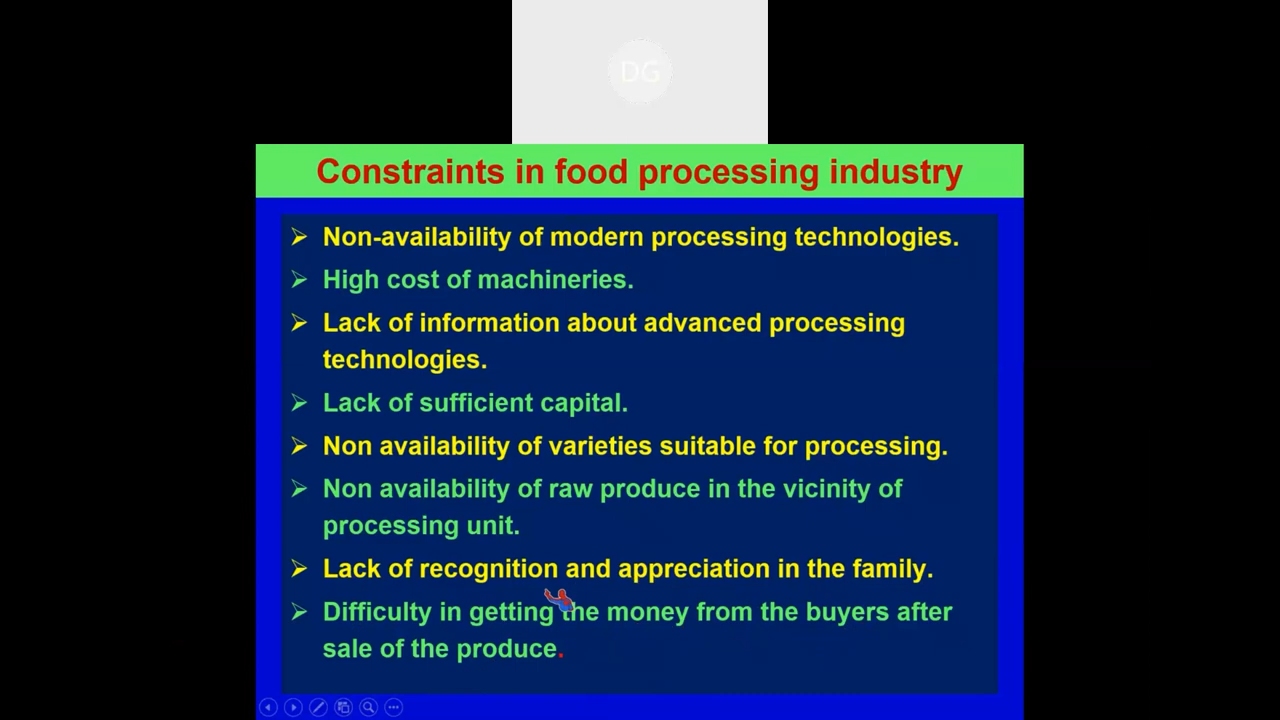 DG
Constraints in food processing industry
➢ Non-availability of modern processing technologies.
➢ High cost of machineries.
➢ Lack of information about advanced processing
technologies.
➢ Lack of sufficient capital.
➢ Non availability of varieties suitable for processing.
➢ Non availability of raw produce in the vicinity of
processing unit.
➢ Lack of recognition and appreciation in the family.
➢ Difficulty in getting the money from the buyers after
sale of the produce.